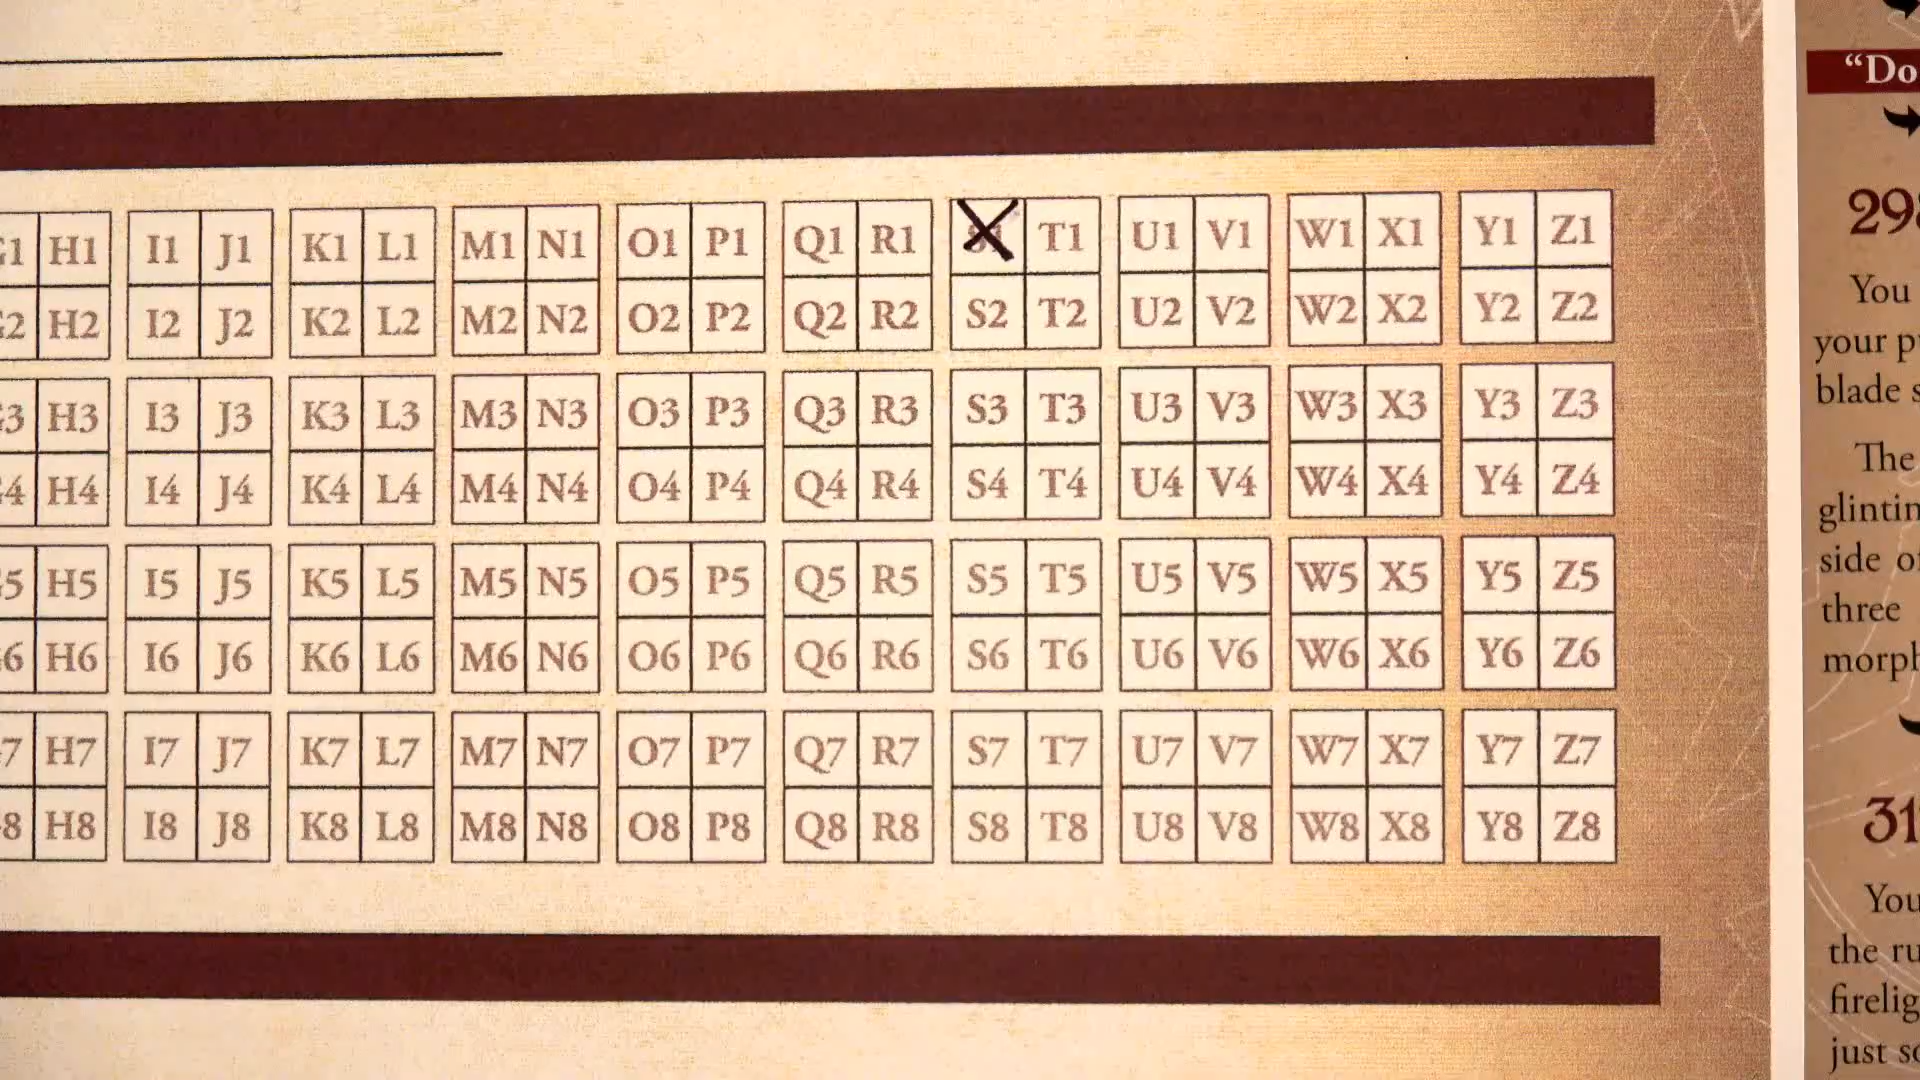 H1 I1 J1 K1 L1 M1 N1 O1 P1 Q1 R1 T1 U1 V1 W1 X1 Y1 Z1
H2 I2 J2 K2 L2 M2 N2 O2 P2 Q2 R2 S2 T2 U2 V2 W2 X2 Y2 Z2
H3 I3 J3 K3 L3 M3 N3 O3 P3 Q3 R3 S3 T3 U3 V3 W3 X3 Y3 Z3
H4 I4 J4 K4 L4 M4 N4 O4 P4 Q4 R4 S4 T4 U4 V4 W4 X4 Y4 Z4
H5 I5 J5 K5 L5 M5 N5 O5 P5 Q5 R5 S5 T5 U5 V5 W5 X5 Y5 Z5
H6 I6 J6 K6 L6 M6 N6 O6 P6 Q6 R6 S6 T6 U6 V6 W6 X6 Y6 Z6
H7 I7 J7 K7 L7 M7 N7 O7 P7 Q7 R7 S7 T7 U7 V7 W7 X7 Y7 Z7
H8 I8 J8 K8 L8 M8 N8 O8 P8 Q8 R8 S8 T8 U8 V8 W8 X8 Y8 Z8
“Do
You
your
blade
The
side
three
You
the
just